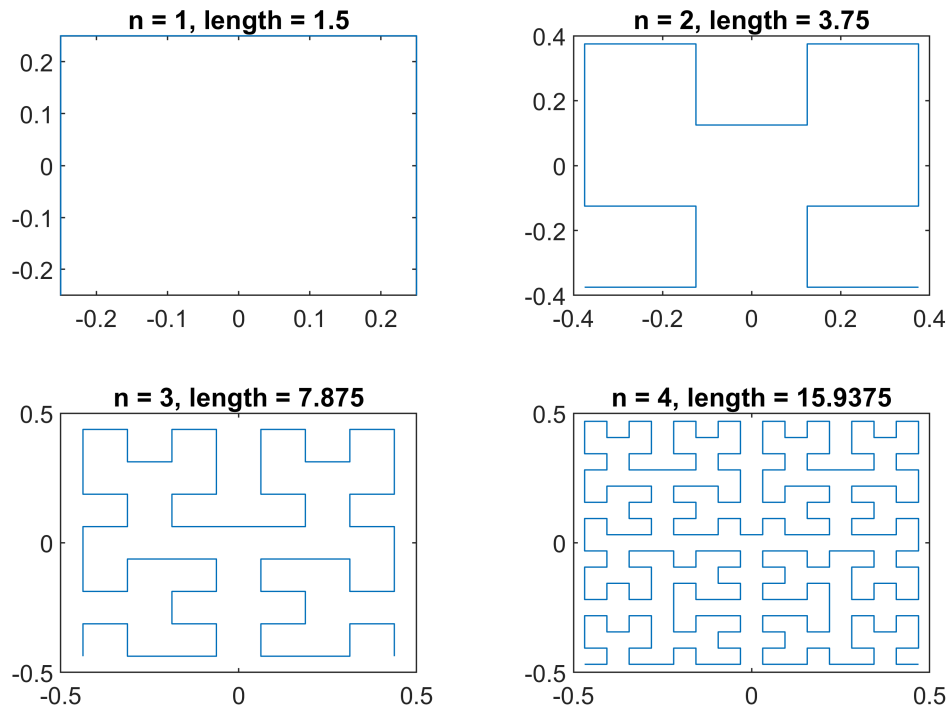 n = 1, length = 1.5
0.2
0.1
0
-0.1
-0.2
-0.2 -0.1 0 0.1 0.2
n = 2, length = 3.75
0.4
0.2
0
-0.2
-0.4
-0.4 -0.2 0 0.2 0.4
n = 3, length = 7.875
0.5
0
-0.5
-0.5 0 0.5
n = 4, length = 15.9375
0.5
0
-0.5
-0.5 0 0.5